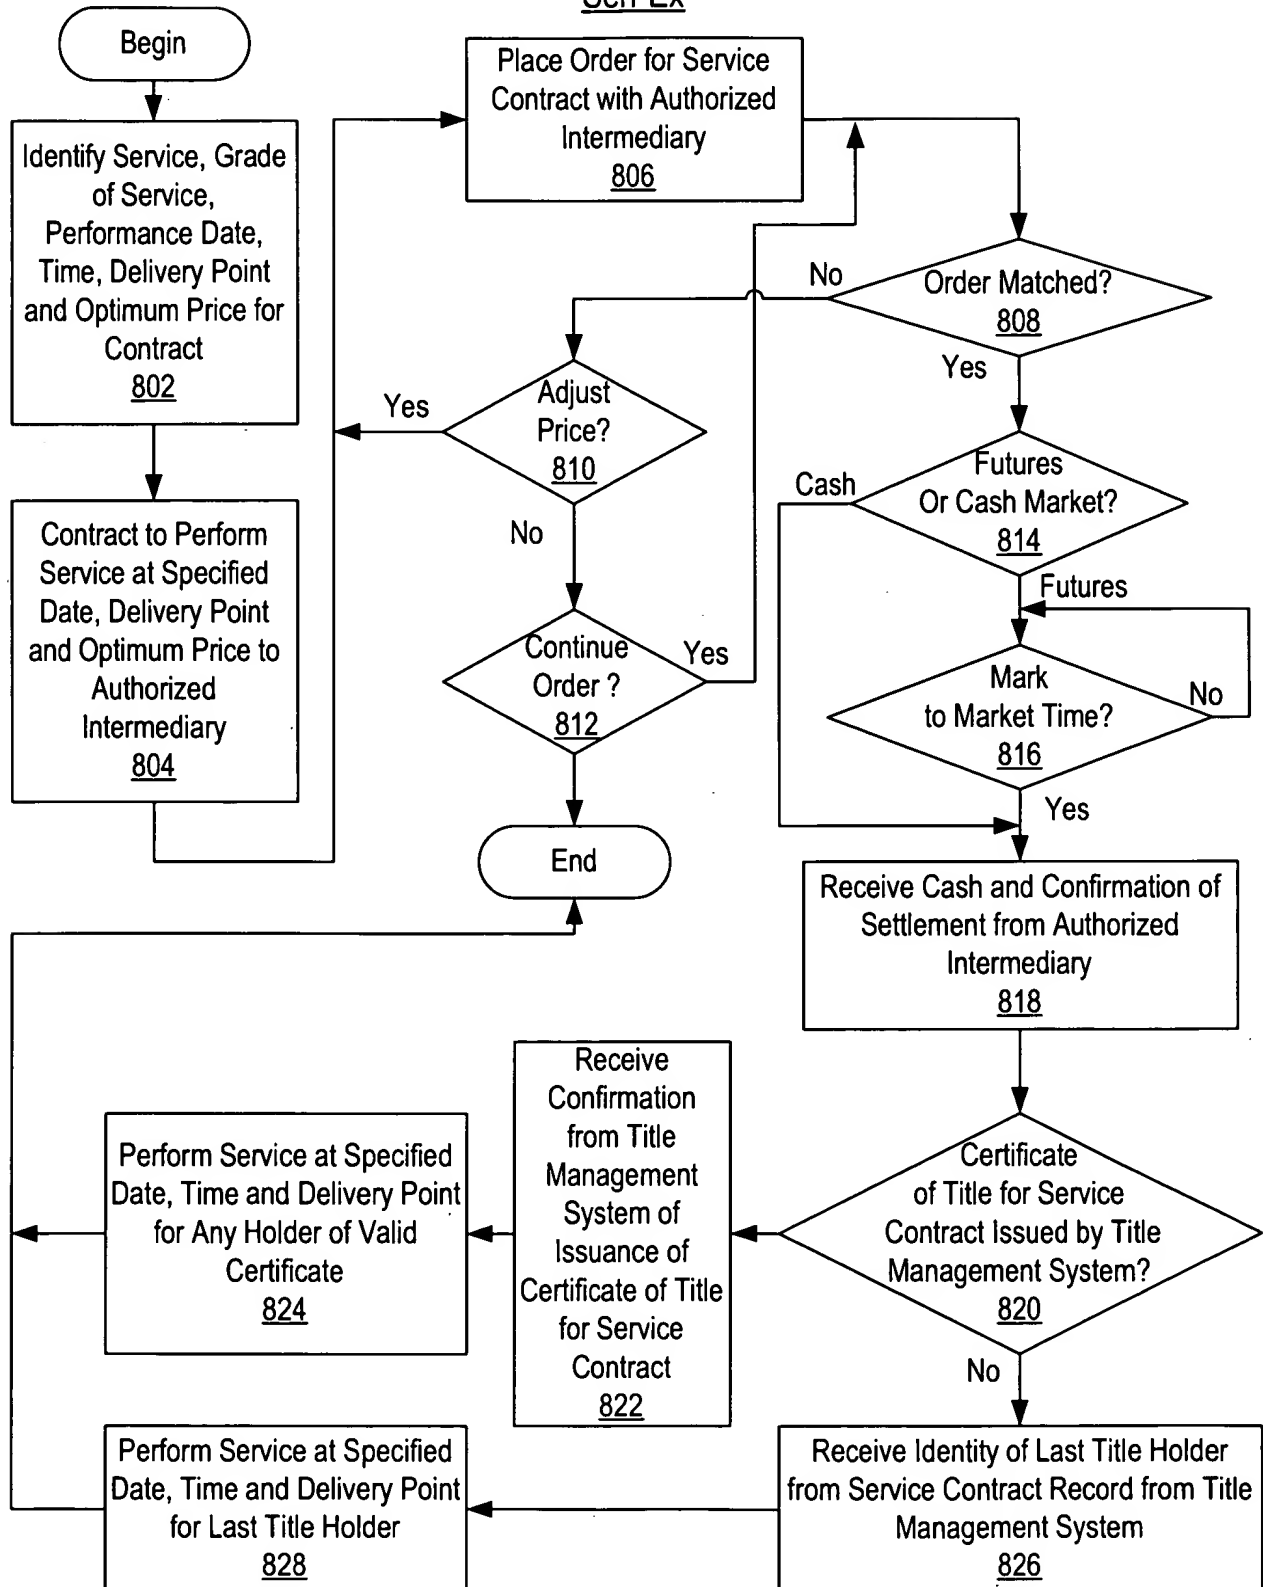 Begin
Identify Service, Grade
of Service,
Performance Date,
Time, Delivery Point
and Optimum Price for
Contract
802
Contract to Perform
Service at Specified
Date, Delivery Point
and Optimum Price to
Authorized
Intermediary
804
Place Order for Service
Contract with Authorized
Intermediary
806
Order Matched?
808
No
Yes
Adjust
Price?
810
Yes
No
Continue
Order ?
812
Yes
End
Futures
Or Cash Market?
814
Cash
Futures
Mark
to Market Time?
816
No
Yes
Receive Cash and Confirmation of
Settlement from Authorized
Intermediary
818
Certificate
of Title for Service
Contract Issued by Title
Management System?
820
No
Receive
Confirmation
from Title
Management
System of
Issuance of
Certificate of Title
for Service
Contract
822
Perform Service at Specified
Date, Time and Delivery Point
for Any Holder of Valid
Certificate
824
Receive Identity of Last Title Holder
from Service Contract Record from Title
Management System
826
Perform Service at Specified
Date, Time and Delivery Point
for Last Title Holder
828